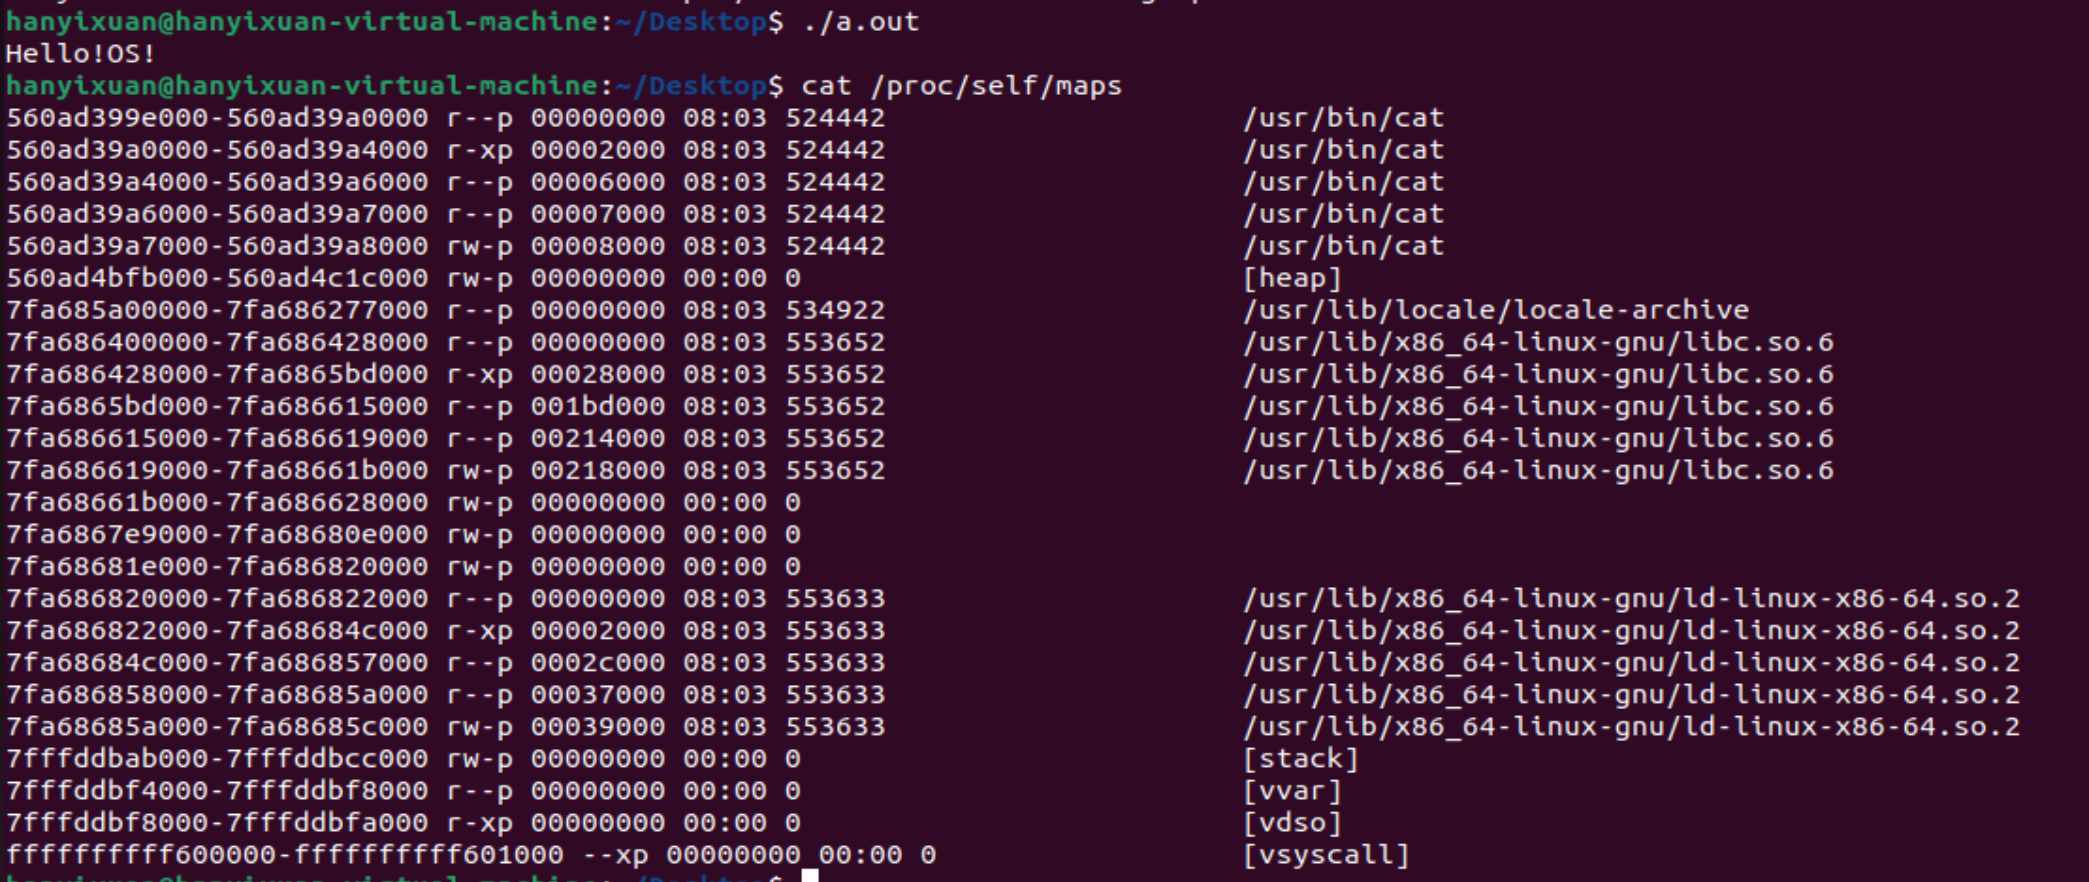 hanyixuan@hanyixuan-virtual-machine:~/Desktop$ ./a.out
Hello!OS!
hanyixuan@hanyixuan-virtual-machine:~/Desktop$ cat /proc/self/maps
560ad399e000-560ad39a0000 r--p 00000000 08:03 524442 /usr/bin/cat
560ad39a0000-560ad39a4000 r-xp 00002000 08:03 524442 /usr/bin/cat
560ad39a4000-560ad39a6000 r--p 00006000 08:03 524442 /usr/bin/cat
560ad39a6000-560ad39a7000 r--p 00007000 08:03 524442 /usr/bin/cat
560ad39a7000-560ad39a8000 rw-p 00008000 08:03 524442 /usr/bin/cat
560ad4bfb000-560ad4c1c000 rw-p 00000000 00:00 0 [heap]
7fa685a00000-7fa686277000 r--p 00000000 08:03 534922 /usr/lib/locale/locale-archive
7fa686400000-7fa686428000 r--p 00000000 08:03 553652 /usr/lib/x86_64-linux-gnu/libc.so.6
7fa686428000-7fa6865bd000 r-xp 00028000 08:03 553652 /usr/lib/x86_64-linux-gnu/libc.so.6
7fa6865bd000-7fa686615000 r--p 001bd000 08:03 553652 /usr/lib/x86_64-linux-gnu/libc.so.6
7fa686615000-7fa686619000 r--p 00214000 08:03 553652 /usr/lib/x86_64-linux-gnu/libc.so.6
7fa686619000-7fa68661b000 rw-p 00218000 08:03 553652 /usr/lib/x86_64-linux-gnu/libc.so.6
7fa68661b000-7fa686628000 rw-p 00000000 00:00 0
7fa6867e9000-7fa68680e000 rw-p 00000000 00:00 0
7fa68681e000-7fa686820000 rw-p 00000000 00:00 0
7fa686820000-7fa686822000 r--p 00000000 08:03 553633 /usr/lib/x86_64-linux-gnu/ld-linux-x86-64.so.2
7fa686822000-7fa68684c000 r-xp 00002000 08:03 553633 /usr/lib/x86_64-linux-gnu/ld-linux-x86-64.so.2
7fa68684c000-7fa686857000 r--p 0002c000 08:03 553633 /usr/lib/x86_64-linux-gnu/ld-linux-x86-64.so.2
7fa686858000-7fa68685a000 r--p 00037000 08:03 553633 /usr/lib/x86_64-linux-gnu/ld-linux-x86-64.so.2
7fa68685a000-7fa68685c000 rw-p 00039000 08:03 553633 /usr/lib/x86_64-linux-gnu/ld-linux-x86-64.so.2
7fffddbab000-7fffddbcc000 rw-p 00000000 00:00 0 [stack]
7fffddbf4000-7fffddbf8000 r--p 00000000 00:00 0 [vvar]
7fffddbf8000-7fffddbfa000 r-xp 00000000 00:00 0 [vdso]
ffffffffff600000-ffffffffff601000 --xp 00000000 00:00 0 [vsyscall]